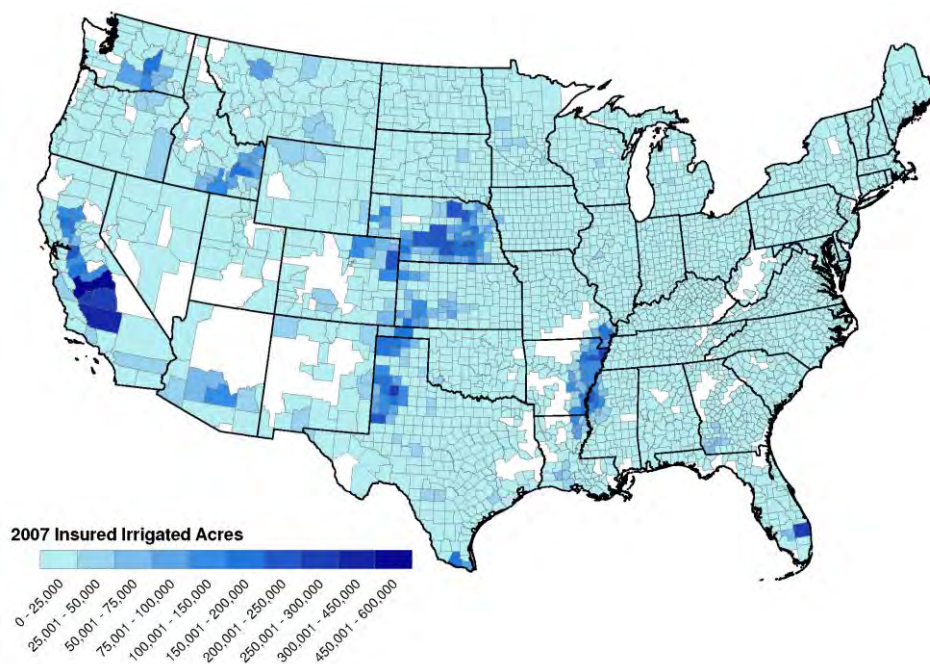 2007 Insured Irrigated Acres
0 - 25,000
25,001 - 50,000
50,001 - 75,000
75,001 - 100,000
100,001 - 150,000
150,001 - 200,000
200,001 - 250,000
250,001 - 300,000
300,001 - 450,000
450,001 - 600,000